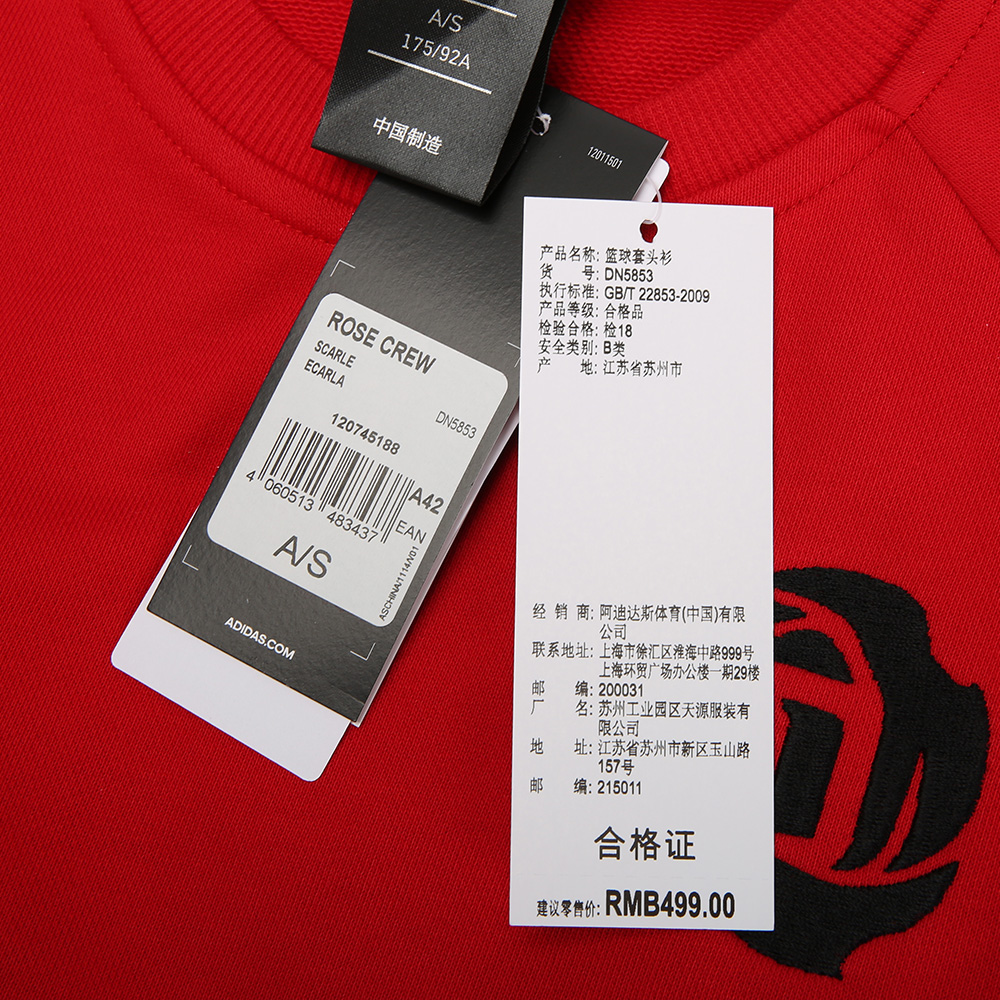 A/S
175/92A
中国制造
12011501
ROSE CREW
SCARLE
ECARLA
DN5853
120745188
A42
4 060513 483437 EAN
A/S
ASCHINA/1114/V01
ADIDAS.COM
产品名称: 篮球套头衫
货 号: DN5853
执行标准: GB/T 22853-2009
产品等级: 合格品
检验合格: 检18
安全类别: B类
产 地: 江苏省苏州市
经 销 商: 阿迪达斯体育(中国)有限
公司
联系地址: 上海市徐汇区淮海中路999号
上海环贸广场办公楼一期29楼
邮 编: 200031
厂 名: 苏州工业园区天源服装有
限公司
地 址: 江苏省苏州市新区玉山路
157号
邮 编: 215011
合格证
建议零售价: RMB499.00